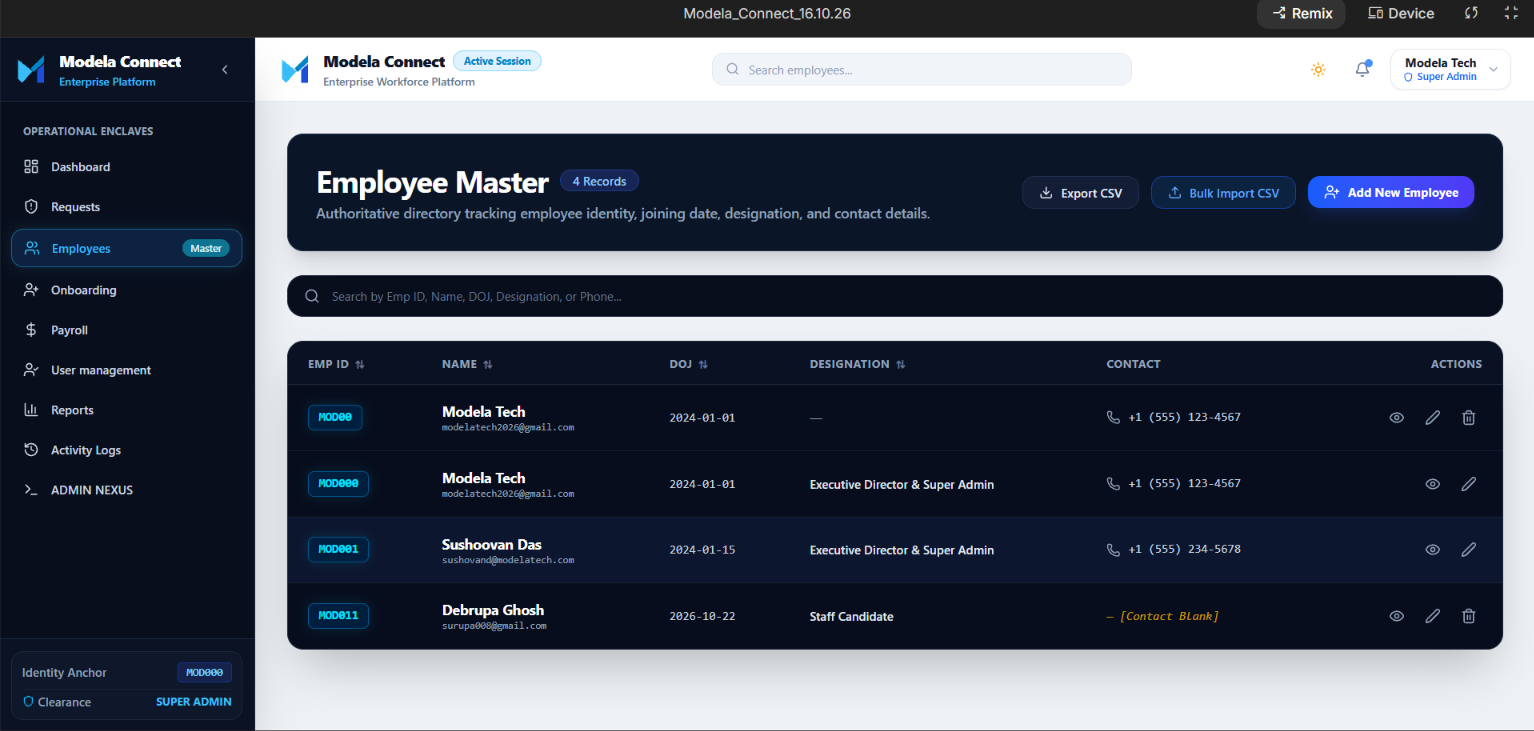 Modela_Connect_16.10.26
Remix
Device
Modela Connect
Enterprise Platform
Modela Connect
Active Session
Enterprise Workforce Platform
Search employees...
Modela Tech
Super Admin
OPERATIONAL ENCLAVES
Dashboard
Requests
Employees
Master
Onboarding
Payroll
User management
Reports
Activity Logs
ADMIN NEXUS
Identity Anchor
MOD000
Clearance
SUPER ADMIN
Employee Master
4 Records
Authoritative directory tracking employee identity, joining date, designation, and contact details.
Export CSV
Bulk Import CSV
Add New Employee
Search by Emp ID, Name, DOJ, Designation, or Phone...
EMP ID NAME DOJ DESIGNATION CONTACT ACTIONS
MOD00
Modela Tech
modelatech2026@gmail.com
2024-01-01
—
+1 (555) 123-4567
MOD000
Modela Tech
modelatech2026@gmail.com
2024-01-01
Executive Director & Super Admin
+1 (555) 123-4567
MOD001
Sushoovan Das
sushovand@modelatech.com
2024-01-15
Executive Director & Super Admin
+1 (555) 234-5678
MOD011
Debrupa Ghosh
surupa008@gmail.com
2026-10-22
Staff Candidate
— [Contact Blank]